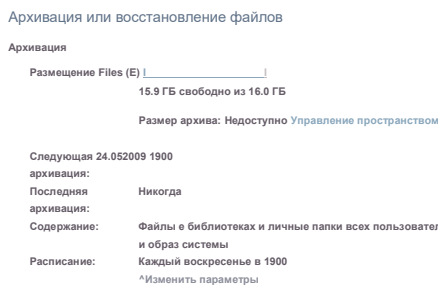 Архивация или восстановление файлов
Архивация
Размещение Files (E)
15.9 ГБ свободно из 16.0 ГБ
Размер архива: Недоступно Управление пространством
Следующая 24.052009 1900
архивация:
Последняя Никогда
архивация:
Содержание: Файлы е библиотеках и личные папки всех пользовател
и образ системы
Расписание: Каждый воскресенье в 1900
^Изменить параметры